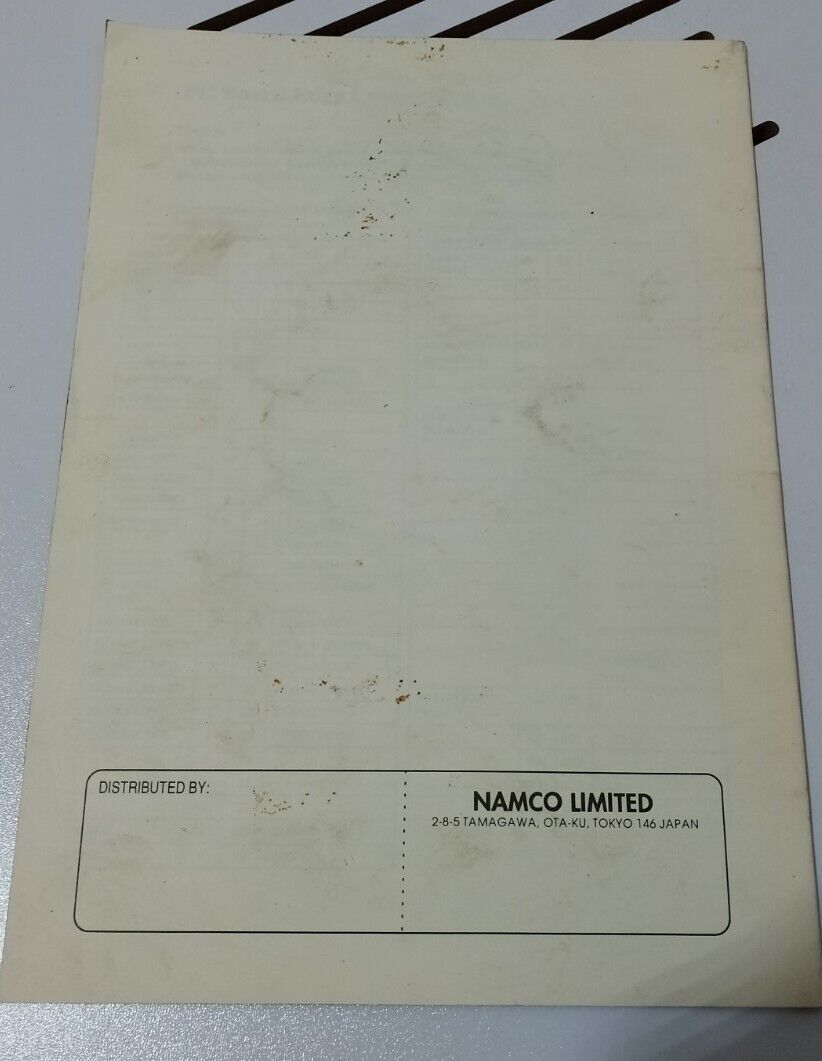 DISTRIBUTED BY:
NAMCO LIMITED
2-8-5 TAMAGAWA, OTA-KU, TOKYO 146 JAPAN